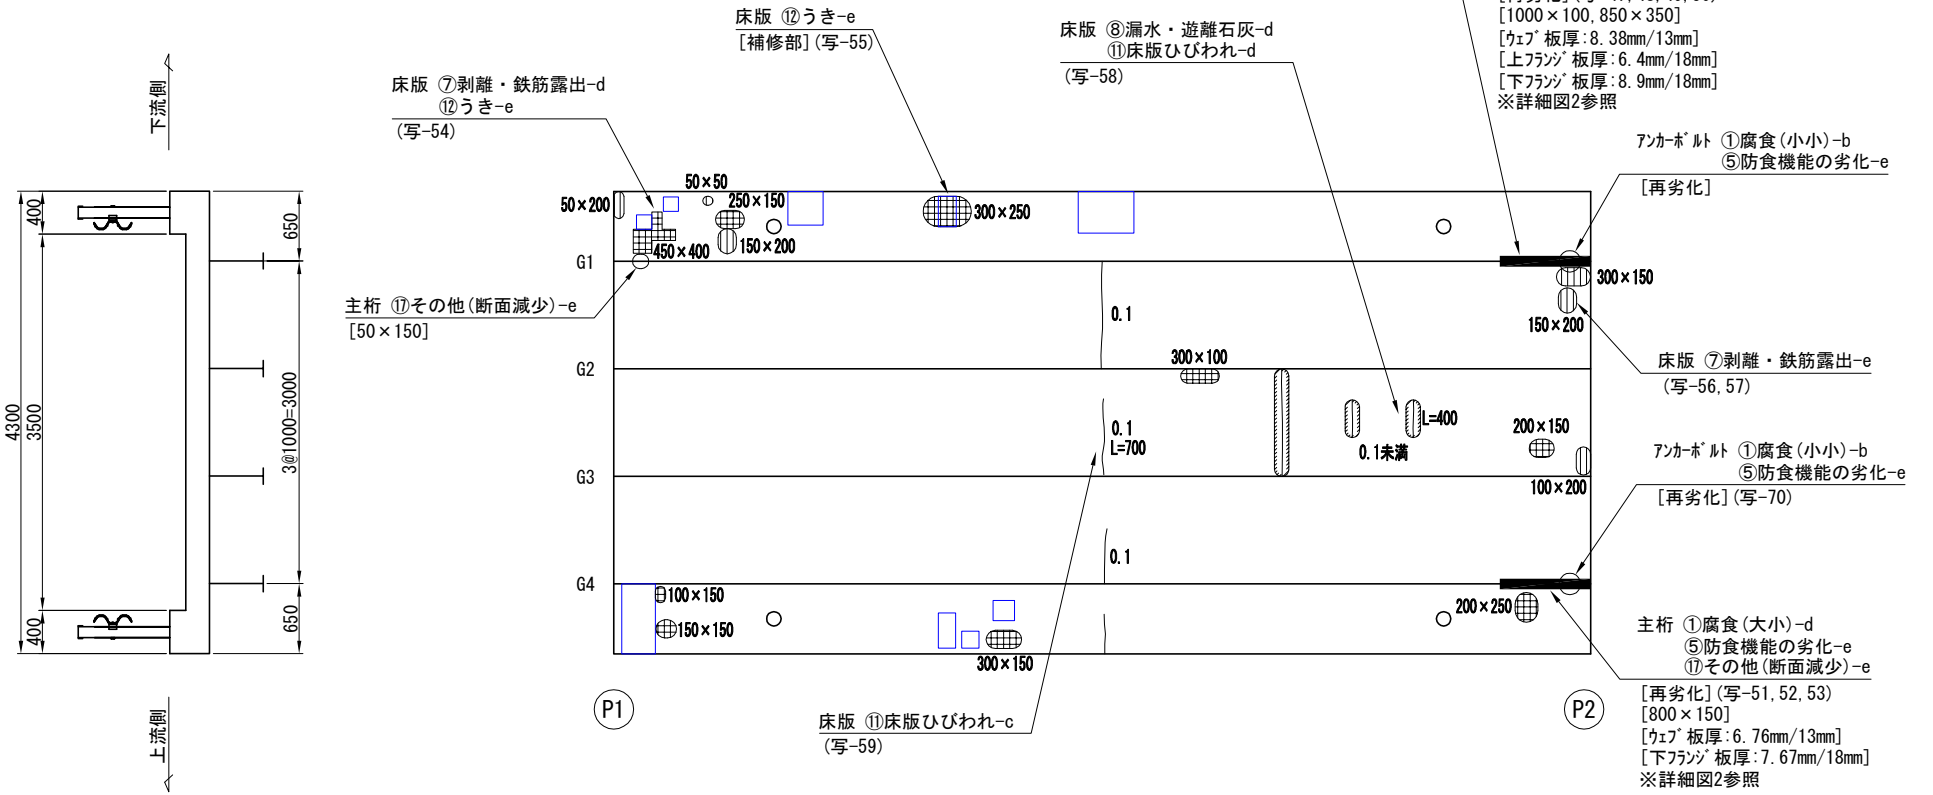 床版 ⑫うき-e
[補修部](写-55)
床版 ⑧漏水・遊離石灰-d
⑪床版ひびわれ-d
(写-58)
[1000×100,850×350]
[ｳｪﾌﾞ板厚:8.38mm/13mm]
[上ﾌﾗﾝｼﾞ板厚:6.4mm/18mm]
[下ﾌﾗﾝｼﾞ板厚:8.9mm/18mm]
※詳細図2参照
床版 ⑦剥離・鉄筋露出-d
⑫うき-e
(写-54)
ｱﾝｶｰﾎﾞﾙﾄ ①腐食(小小)-b
⑤防食機能の劣化-e
[再劣化]
下流側
400
650
4300
3500
3@1000=3000
400
650
上流側
50×50
50×200
250×150
300×250
450×400
150×200
G1
300×150
主桁 ⑰その他(断面減少)-e
[50×150]
0.1
150×200
300×100
G2
床版 ⑦剥離・鉄筋露出-e
(写-56,57)
0.1
L=700
L=400
0.1未満
200×150
G3
100×200
ｱﾝｶｰﾎﾞﾙﾄ ①腐食(小小)-b
⑤防食機能の劣化-e
[再劣化](写-70)
0.1
G4
100×150
150×150
300×150
200×250
主桁 ①腐食(大小)-d
⑤防食機能の劣化-e
⑰その他(断面減少)-e
[再劣化](写-51,52,53)
[800×150]
[ｳｪﾌﾞ板厚:6.76mm/13mm]
[下ﾌﾗﾝｼﾞ板厚:7.67mm/18mm]
※詳細図2参照
P1
P2
床版 ⑪床版ひびわれ-c
(写-59)